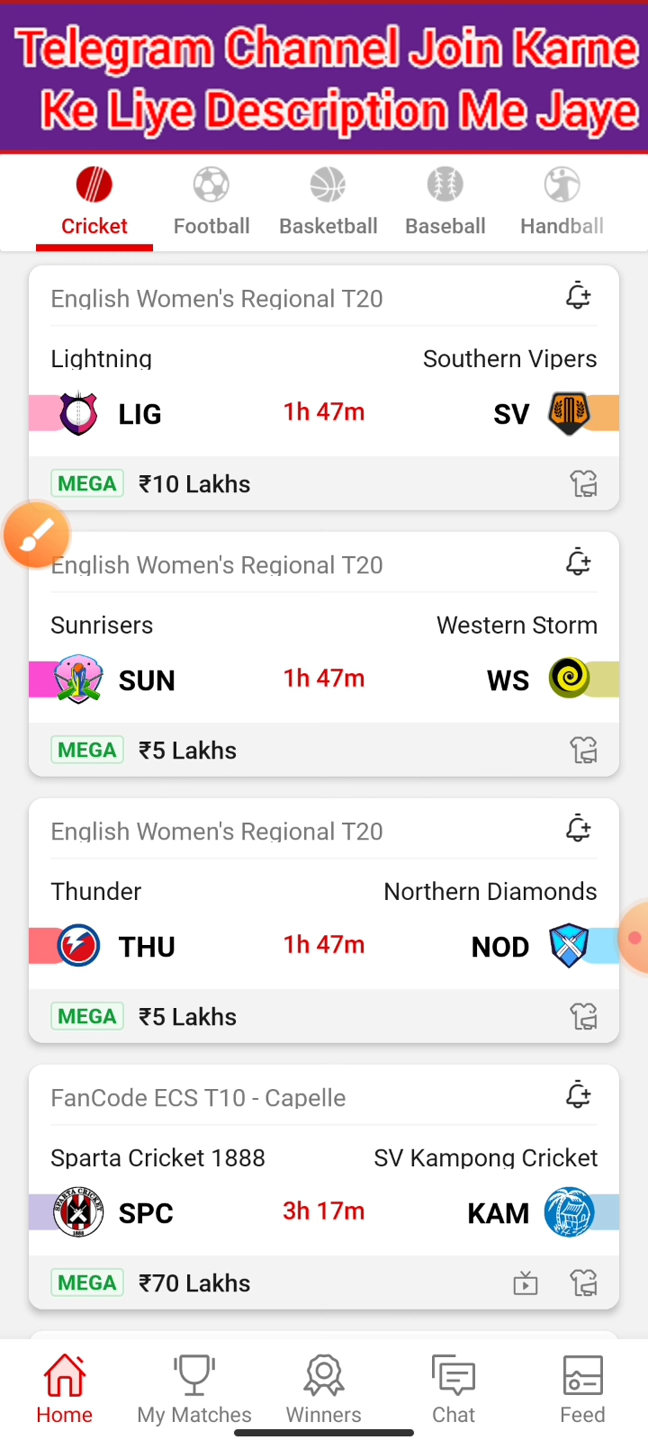 Telegram Channel Join Karne
Ke Liye Description Me Jaye
Cricket Football Basketball Baseball Handball
English Women's Regional T20
Lightning Southern Vipers
LIG 1h 47m SV
MEGA ₹10 Lakhs
English Women's Regional T20
Sunrisers Western Storm
SUN 1h 47m WS
MEGA ₹5 Lakhs
English Women's Regional T20
Thunder Northern Diamonds
THU 1h 47m NOD
MEGA ₹5 Lakhs
FanCode ECS T10 - Capelle
Sparta Cricket 1888 SV Kampong Cricket
SPARTA CRICKET
1888
SPC 3h 17m KAM
MEGA ₹70 Lakhs
Home My Matches Winners Chat Feed